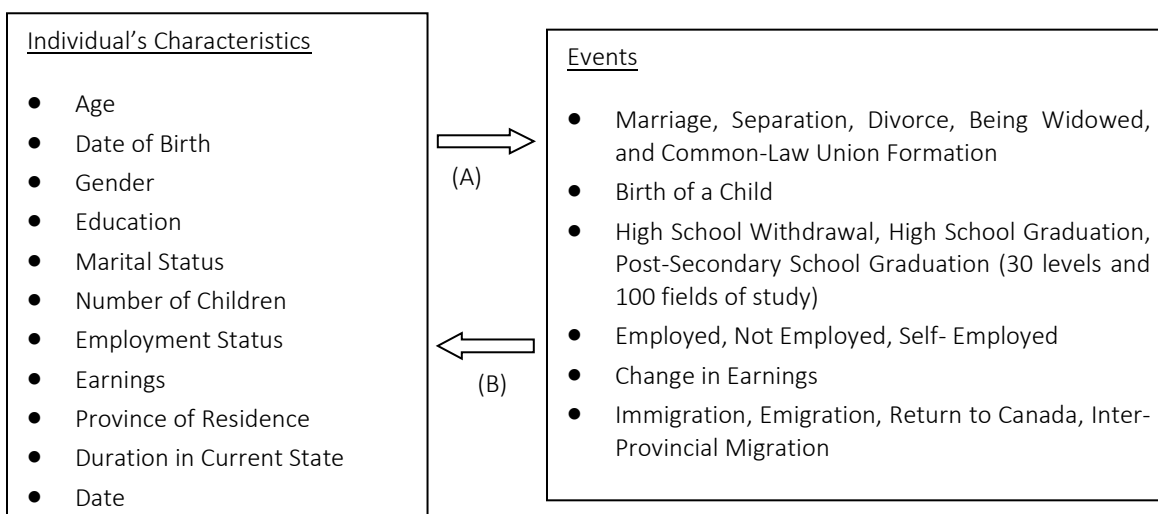 Individual’s Characteristics
● Age
● Date of Birth
● Gender
● Education
● Marital Status
● Number of Children
● Employment Status
● Earnings
● Province of Residence
● Duration in Current State
● Date
(A)
(B)
Events
● Marriage, Separation, Divorce, Being Widowed,
and Common-Law Union Formation
● Birth of a Child
● High School Withdrawal, High School Graduation,
Post-Secondary School Graduation (30 levels and
100 fields of study)
● Employed, Not Employed, Self- Employed
● Change in Earnings
● Immigration, Emigration, Return to Canada, Inter-
Provincial Migration